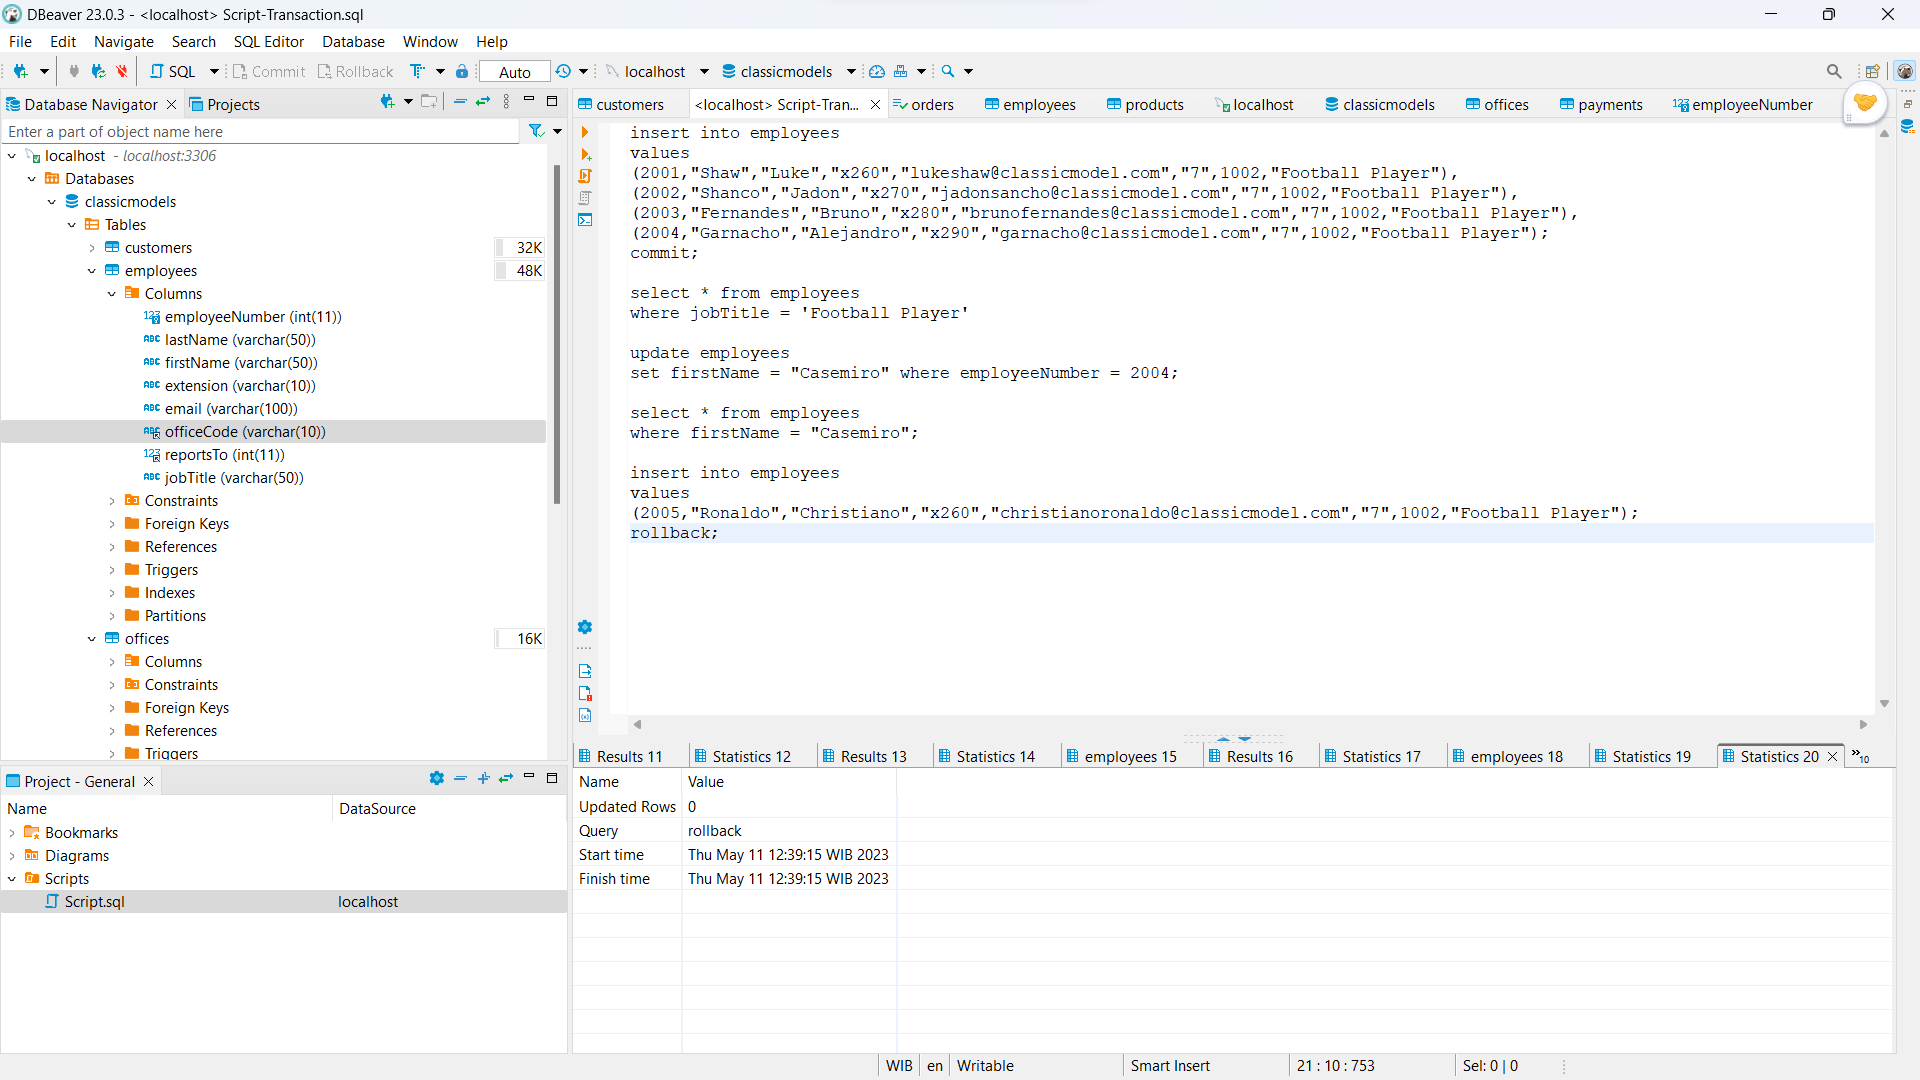 DBeaver 23.0.3 - <localhost> Script-Transaction.sql
File Edit Navigate Search SQL Editor Database Window Help
SQL Commit Rollback Auto localhost classicmodels
Database Navigator Projects
Enter a part of object name here
localhost - localhost:3306
Databases
classicmodels
Tables
customers 32K
employees 48K
Columns
employeeNumber (int(11))
lastName (varchar(50))
firstName (varchar(50))
extension (varchar(10))
email (varchar(100))
officeCode (varchar(10))
reportsTo (int(11))
jobTitle (varchar(50))
Constraints
Foreign Keys
References
Triggers
Indexes
Partitions
offices 16K
Columns
Constraints
Foreign Keys
References
Triggers
Project - General
Name DataSource
Bookmarks
Diagrams
Scripts
Script.sql localhost
customers <localhost> Script-Tran... orders employees products localhost classicmodels offices payments employeeNumber
insert into employees
values
(2001,"Shaw","Luke","x260","lukeshaw@classicmodel.com","7",1002,"Football Player"),
(2002,"Shanco","Jadon","x270","jadonsancho@classicmodel.com","7",1002,"Football Player"),
(2003,"Fernandes","Bruno","x280","brunofernandes@classicmodel.com","7",1002,"Football Player"),
(2004,"Garnacho","Alejandro","x290","garnacho@classicmodel.com","7",1002,"Football Player");
commit;
select * from employees
where jobTitle = 'Football Player'
update employees
set firstName = "Casemiro" where employeeNumber = 2004;
select * from employees
where firstName = "Casemiro";
insert into employees
values
(2005,"Ronaldo","Christiano","x260","christianoronaldo@classicmodel.com","7",1002,"Football Player");
rollback;
Results 11 Statistics 12 Results 13 Statistics 14 employees 15 Results 16 Statistics 17 employees 18 Statistics 19 Statistics 20 »10
Name Value
Updated Rows 0
Query rollback
Start time Thu May 11 12:39:15 WIB 2023
Finish time Thu May 11 12:39:15 WIB 2023
WIB en Writable Smart Insert 21 : 10 : 753 Sel: 0 | 0